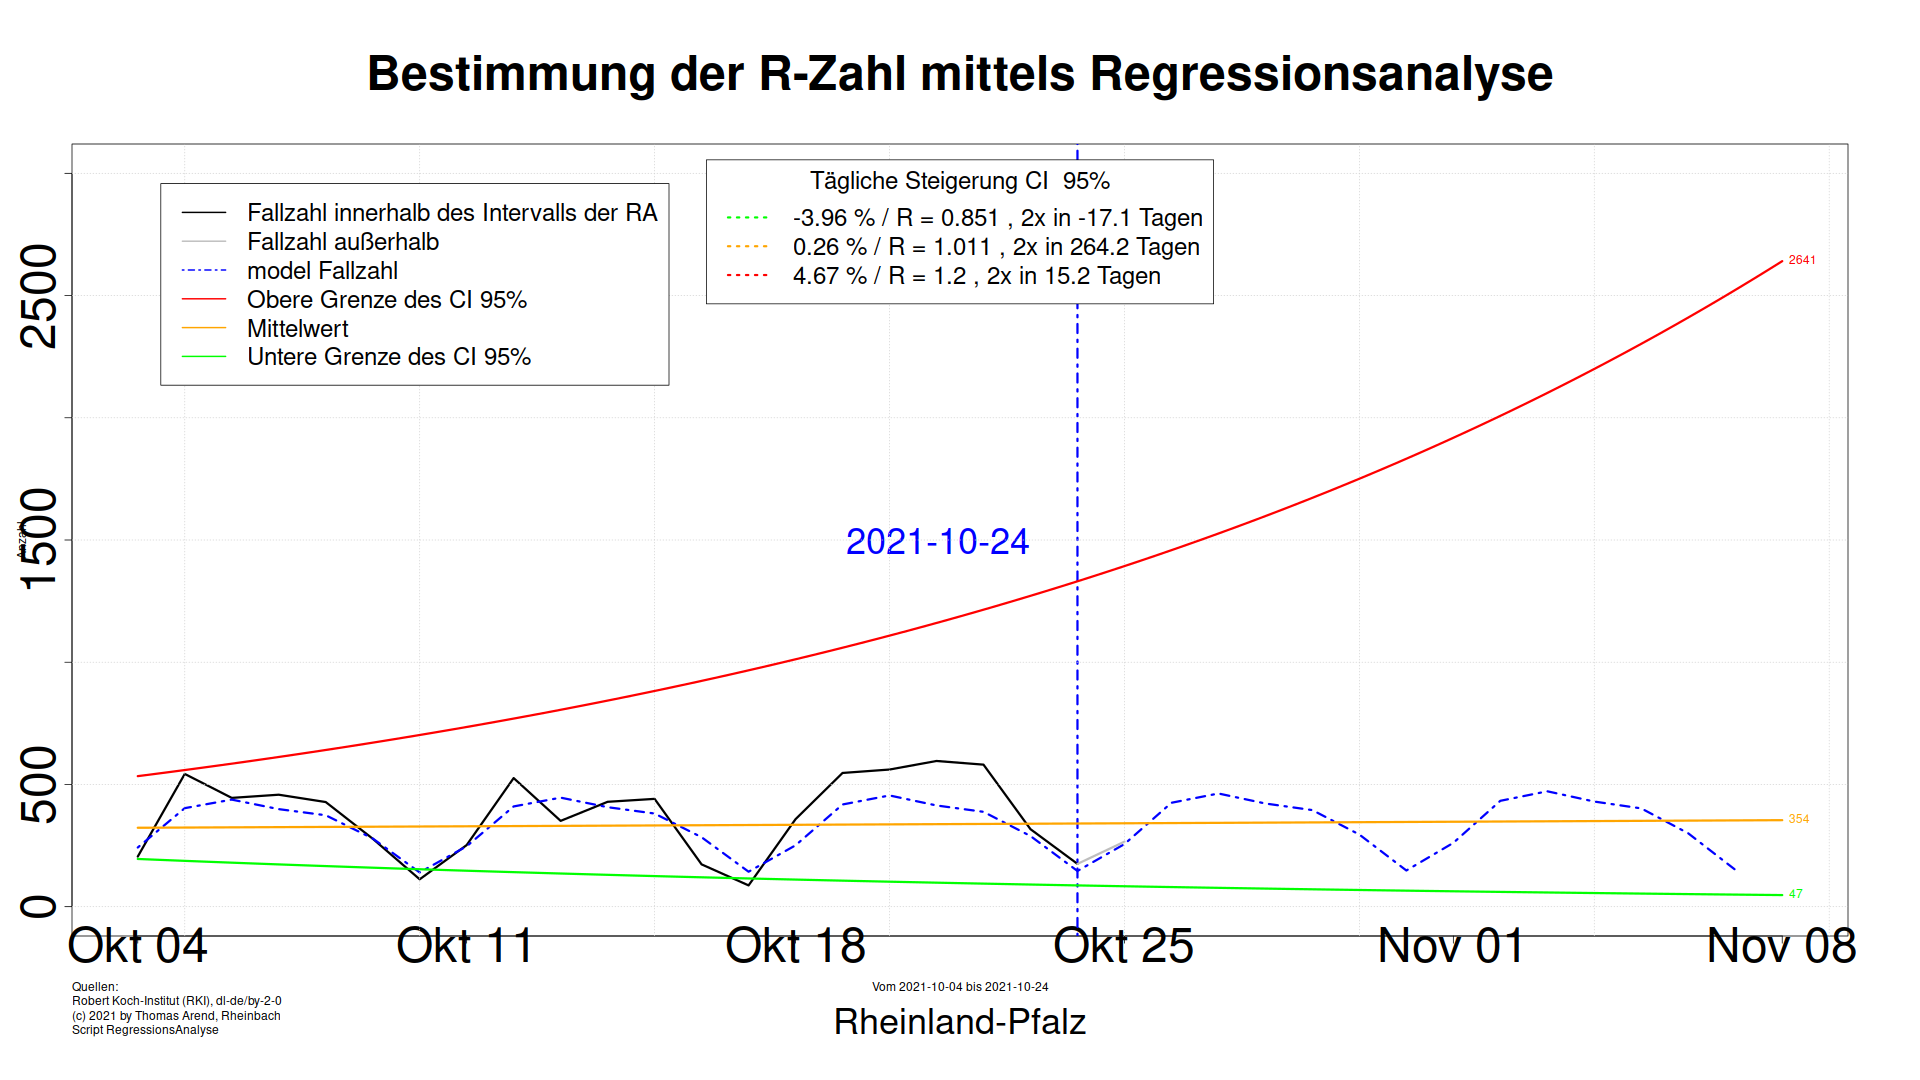 Bestimmung der R-Zahl mittels Regressionsanalyse
Tägliche Steigerung CI  95%
-3.96 % / R = 0.851 , 2x in -17.1 Tagen
0.26 % / R = 1.011 , 2x in 264.2 Tagen
4.67 % / R = 1.2 , 2x in 15.2 Tagen
Fallzahl innerhalb des Intervalls der RA
Fallzahl außerhalb
model Fallzahl
Obere Grenze des CI 95%
Mittelwert
Untere Grenze des CI 95%
2500
1500
500
0
Anzahl
2641
2021-10-24
354
47
Okt 04
Okt 11
Okt 18
Okt 25
Nov 01
Nov 08
Quellen:
Robert Koch-Institut (RKI), dl-de/by-2-0
(c) 2021 by Thomas Arend, Rheinbach
Script RegressionsAnalyse
Vom 2021-10-04 bis 2021-10-24
Rheinland-Pfalz